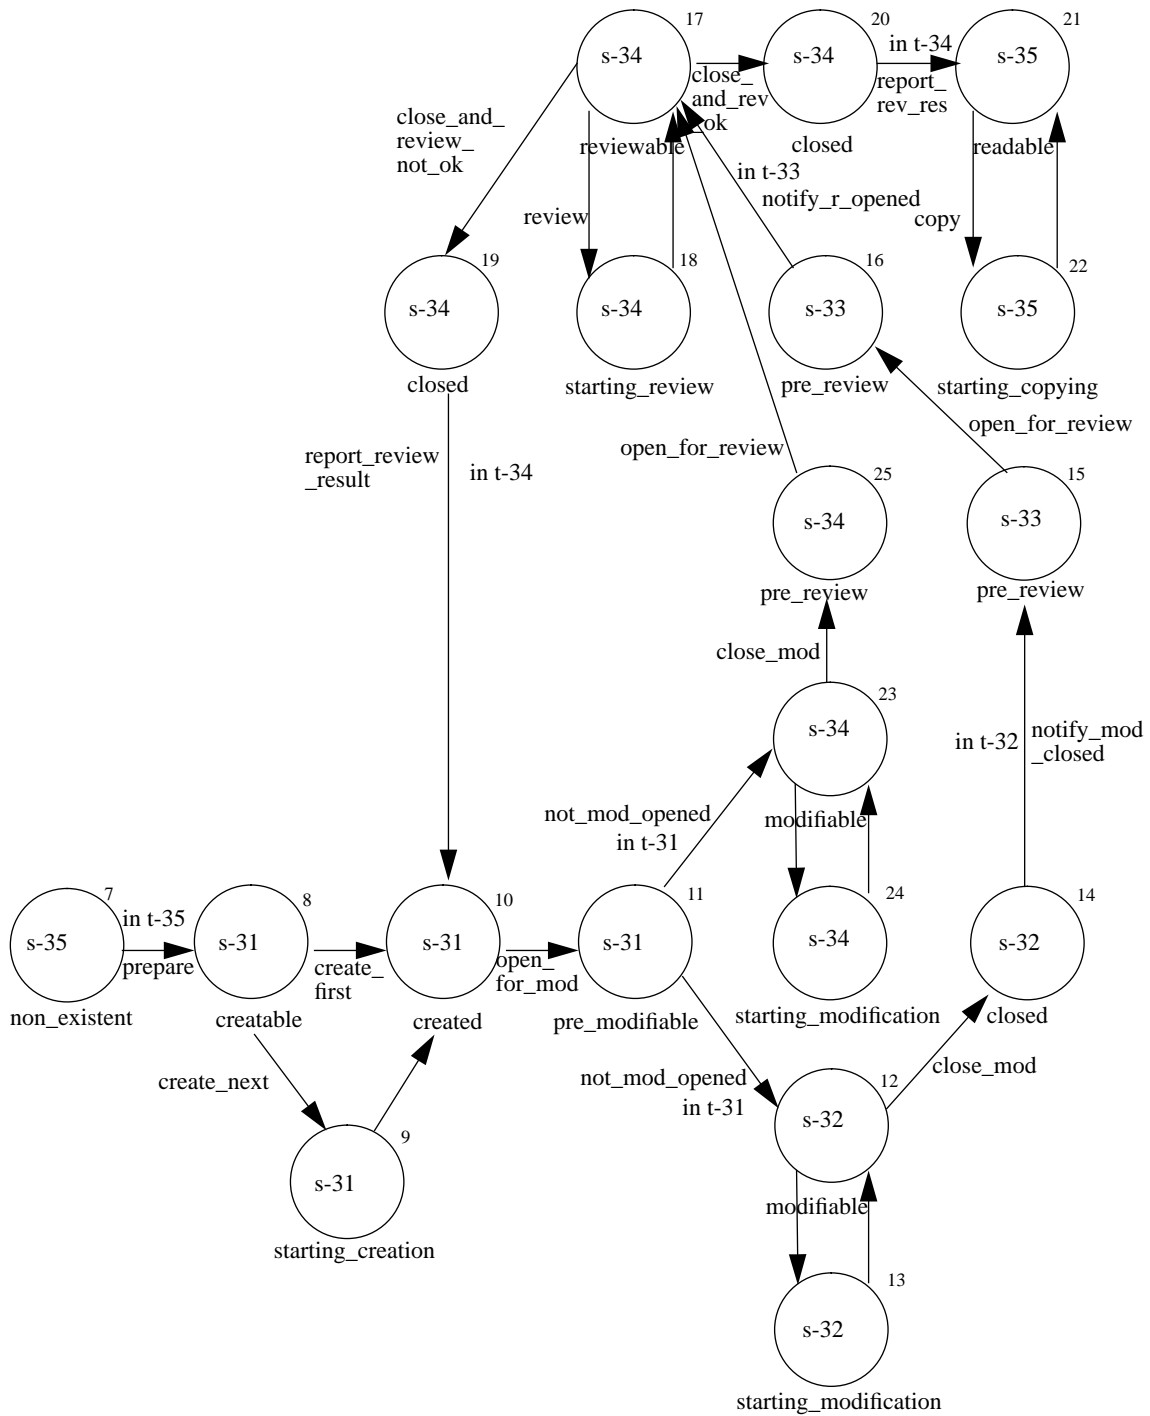 17
20
21
s-34
s-34
in t-34
s-35
close_
and_rev
_ok
report_
rev_res
close_and_
review_
not_ok
reviewable
closed
readable
in t-33
notify_r_opened
review
copy
19
18
16
22
s-34
s-34
s-33
s-35
closed
starting_review
pre_review
starting_copying
open_for_review
open_for_review
report_review
_result
in t-34
25
15
s-34
s-33
pre_review
pre_review
close_mod
23
s-34
in t-32
notify_mod
_closed
not_mod_opened
in t-31
modifiable
7
8
10
11
24
14
in t-35
s-35
s-31
s-31
s-31
s-34
s-32
prepare
create_
first
open_
for_mod
non_existent
creatable
created
pre_modifiable
starting_modification
closed
create_next
not_mod_opened
in t-31
close_mod
12
s-32
9
s-31
modifiable
starting_creation
13
s-32
starting_modification